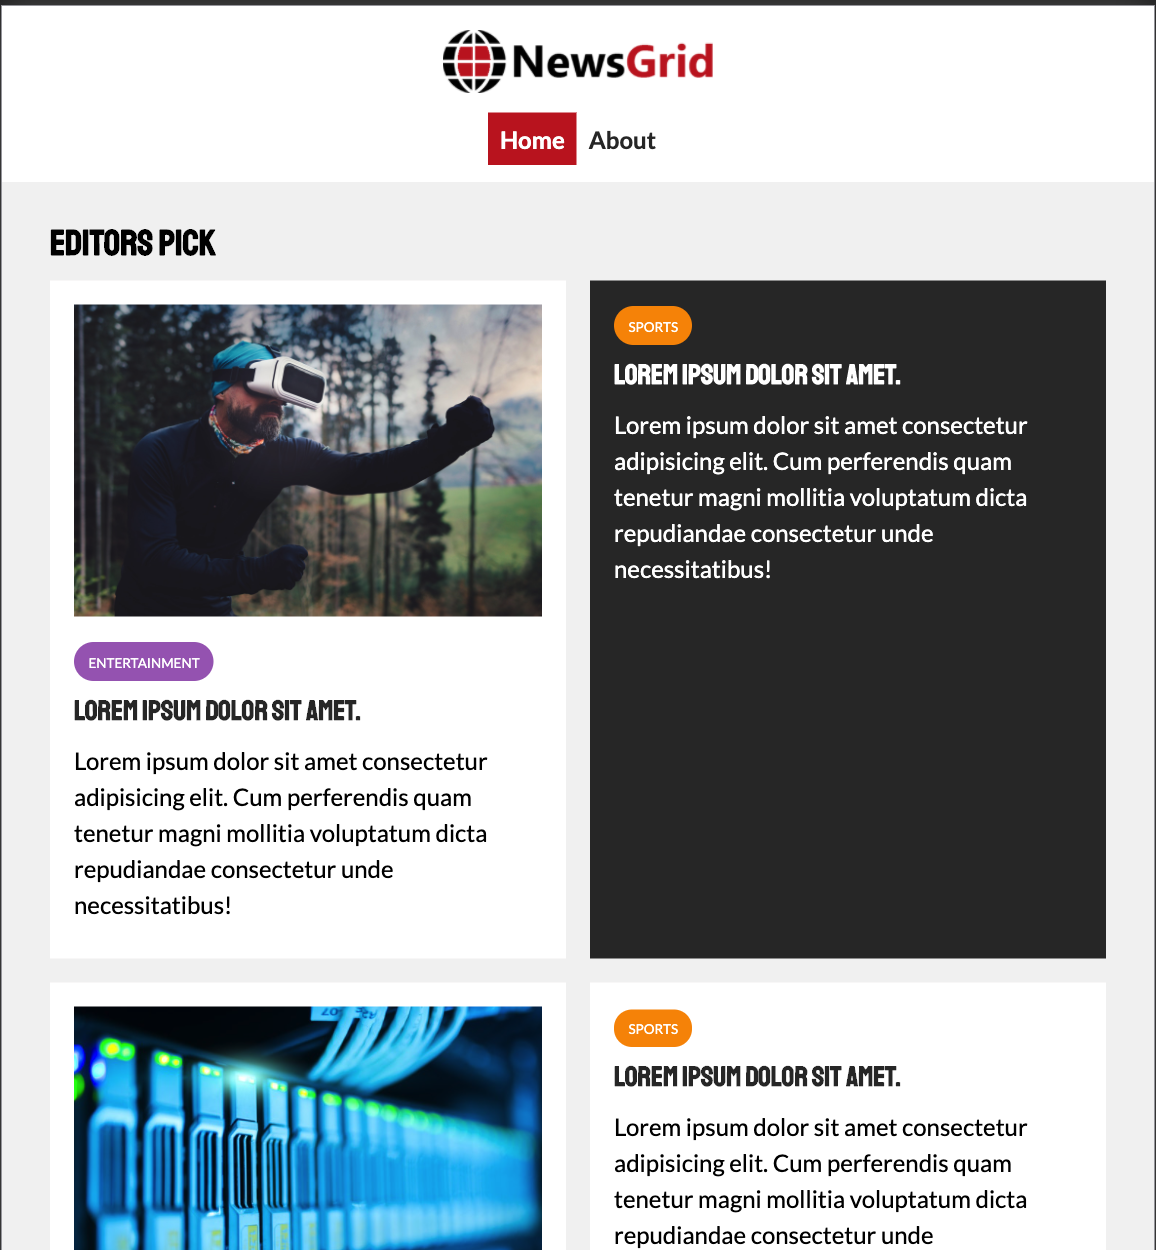 NewsGrid
Home About
EDITORS PICK
ENTERTAINMENT
LOREM IPSUM DOLOR SIT AMET.
Lorem ipsum dolor sit amet consectetur
adipisicing elit. Cum perferendis quam
tenetur magni mollitia voluptatum dicta
repudiandae consectetur unde
necessitatibus!
SPORTS
LOREM IPSUM DOLOR SIT AMET.
Lorem ipsum dolor sit amet consectetur
adipisicing elit. Cum perferendis quam
tenetur magni mollitia voluptatum dicta
repudiandae consectetur unde
necessitatibus!
SPORTS
LOREM IPSUM DOLOR SIT AMET.
Lorem ipsum dolor sit amet consectetur
adipisicing elit. Cum perferendis quam
tenetur magni mollitia voluptatum dicta
repudiandae consectetur unde